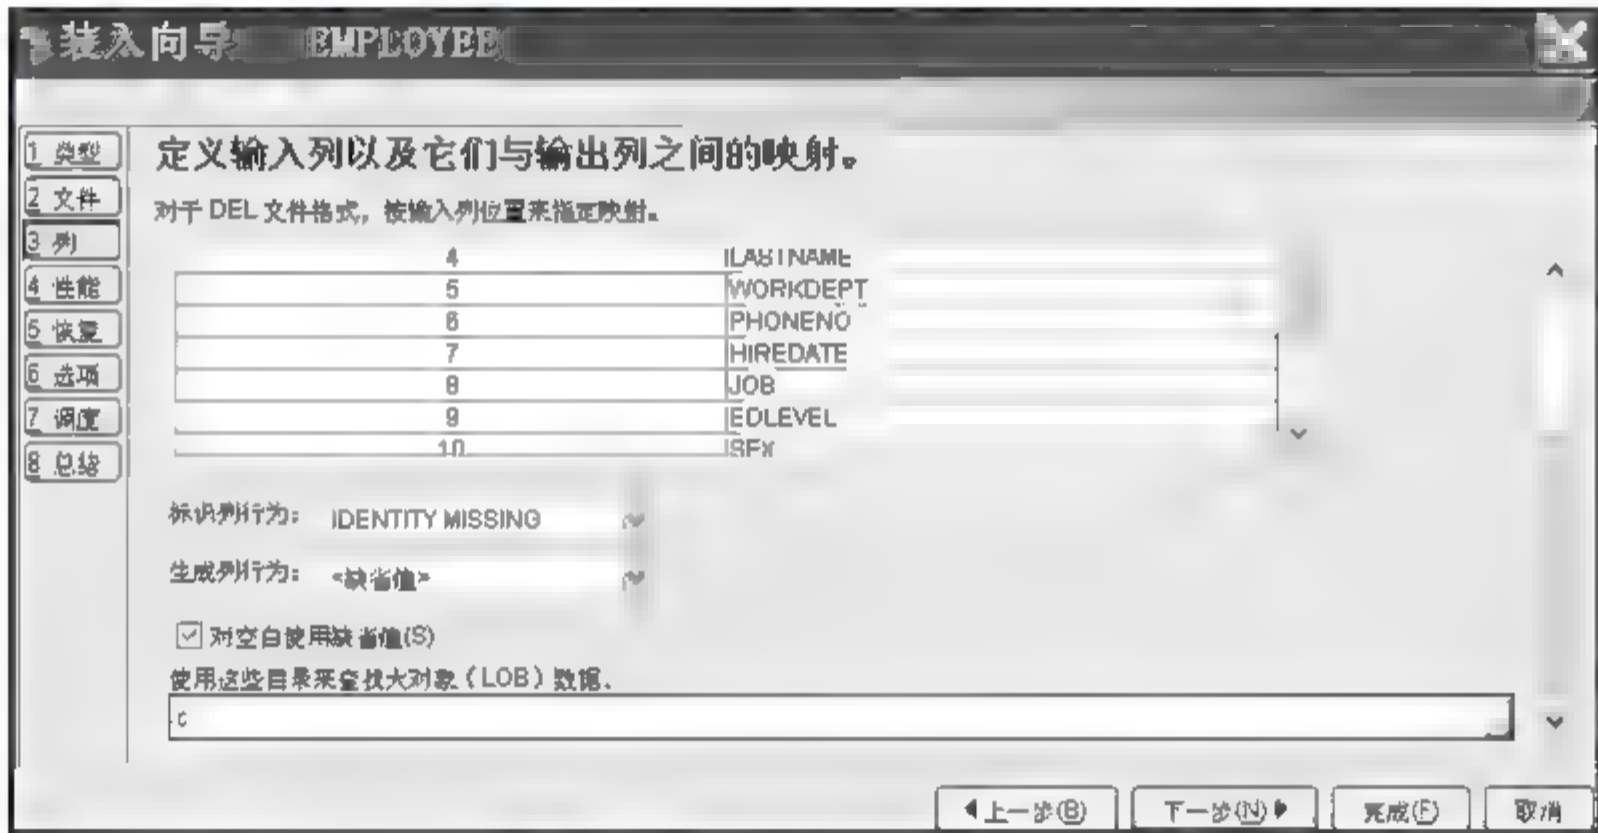 装入向导 EMPLOYEE
1 类型
2 文件
3 列
4 性能
5 恢复
6 选项
7 调度
8 总结
定义输入列以及它们与输出列之间的映射。
对于 DEL 文件格式，按输入列位置来指定映射。
4 LASTNAME
5 WORKDEPT
6 PHONENO
7 HIREDATE
8 JOB
9 EDLEVEL
10 SEX
标识列行为： IDENTITY MISSING
生成列行为： <缺省值>
对空白使用缺省值(S)
使用这些目录来查找大对象（LOB）数据。
c
上一步(B) 下一步(N) 完成(F) 取消